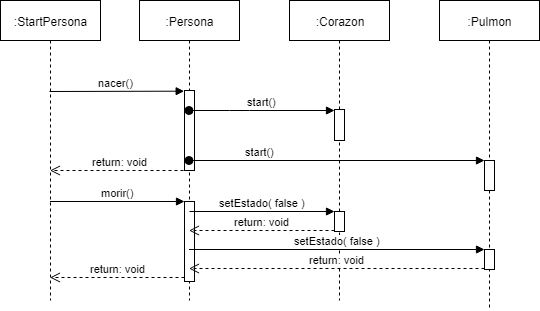 :StartPersona
:Persona
:Corazon
:Pulmon
nacer()
start()
start()
return: void
morir()
setEstado( false )
return: void
setEstado( false )
return: void
return: void